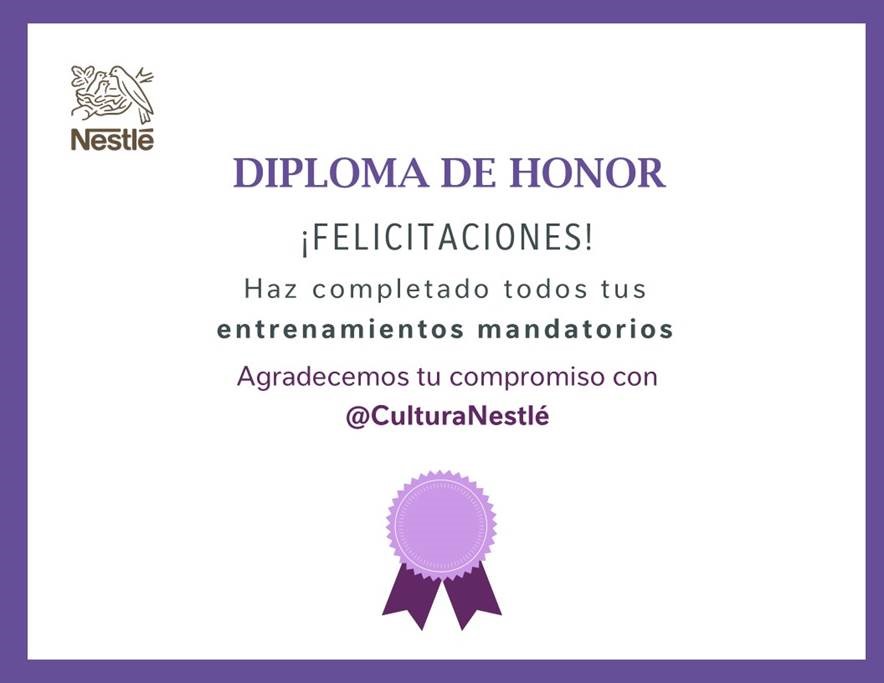 Nestlé
DIPLOMA DE HONOR
¡FELICITACIONES!
Haz completado todos tus
entrenamientos mandatorios
Agradecemos tu compromiso con
@CulturaNestlé